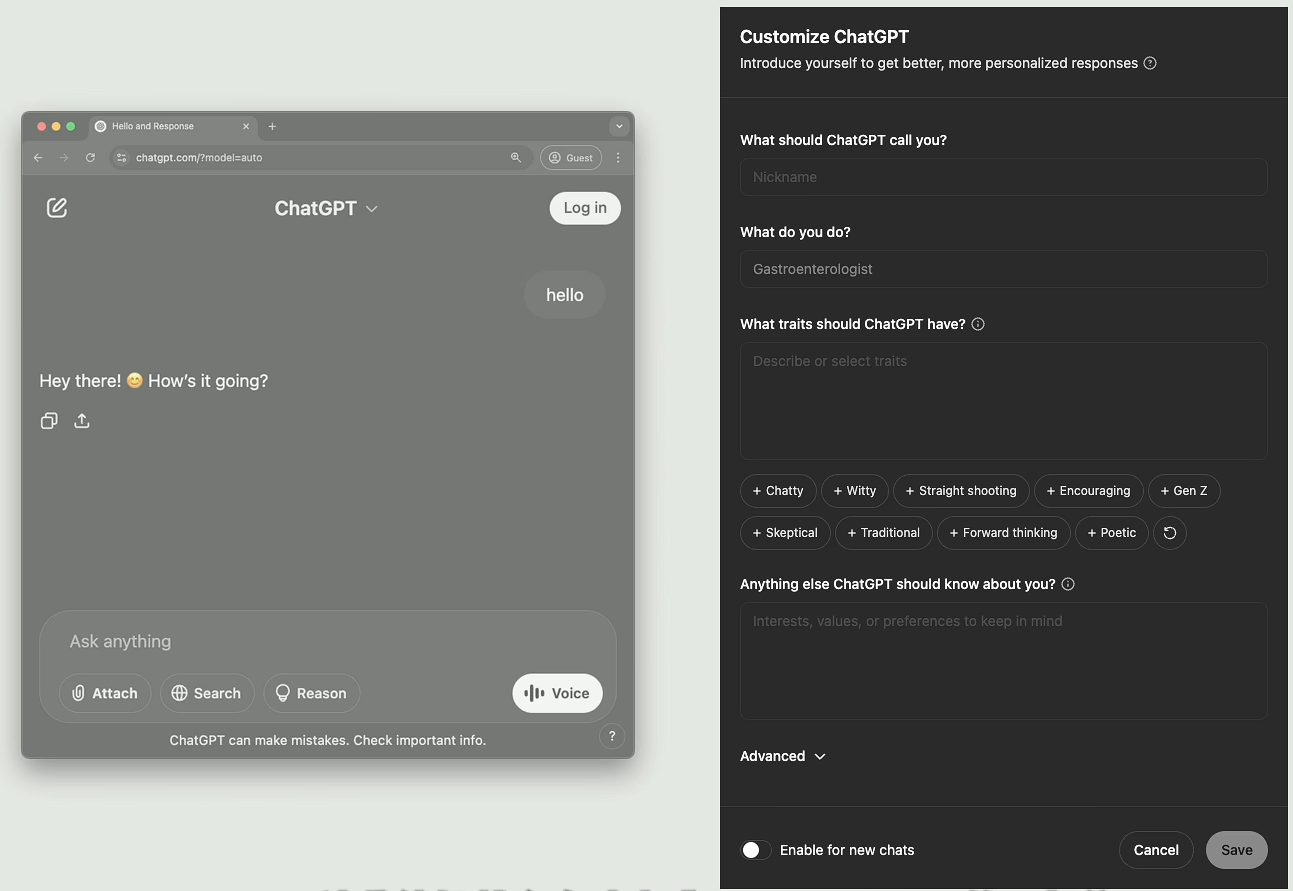 Hello and Response
chatgpt.com/?model=auto
Guest
ChatGPT
Log in
hello
Hey there! 😊 How's it going?
Ask anything
Attach
Search
Reason
Voice
ChatGPT can make mistakes. Check important info.
?
Customize ChatGPT
Introduce yourself to get better, more personalized responses
What should ChatGPT call you?
Nickname
What do you do?
Gastroenterologist
What traits should ChatGPT have?
Describe or select traits
+ Chatty
+ Witty
+ Straight shooting
+ Encouraging
+ Gen Z
+ Skeptical
+ Traditional
+ Forward thinking
+ Poetic
Anything else ChatGPT should know about you?
Interests, values, or preferences to keep in mind
Advanced
Enable for new chats
Cancel
Save